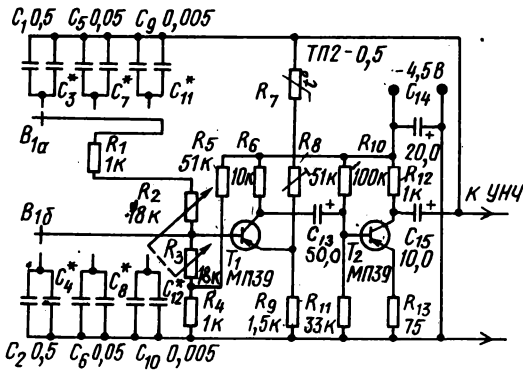 C₁ 0,5 C₅ 0,05 C₉ 0,005
C₃* C₇* C₁₁*
ТП2-0,5
t°
R₇
-4,5 В
C₁₄
20,0
B₁ₐ
R₁
1к
R₅
51к
R₆
10к
R₈
51к
R₁₀
100к
R₁₂
1к
К УНЧ
R₂
18к
B₁б
R₃
18к
T₁
МП39
C₁₃
50,0
T₂
МП39
C₁₅
10,0
C₄* C₈* C₁₂*
R₄
1к
R₉
1,5к
R₁₁
33к
R₁₃
75
C₂ 0,5 C₆ 0,05 C₁₀ 0,005